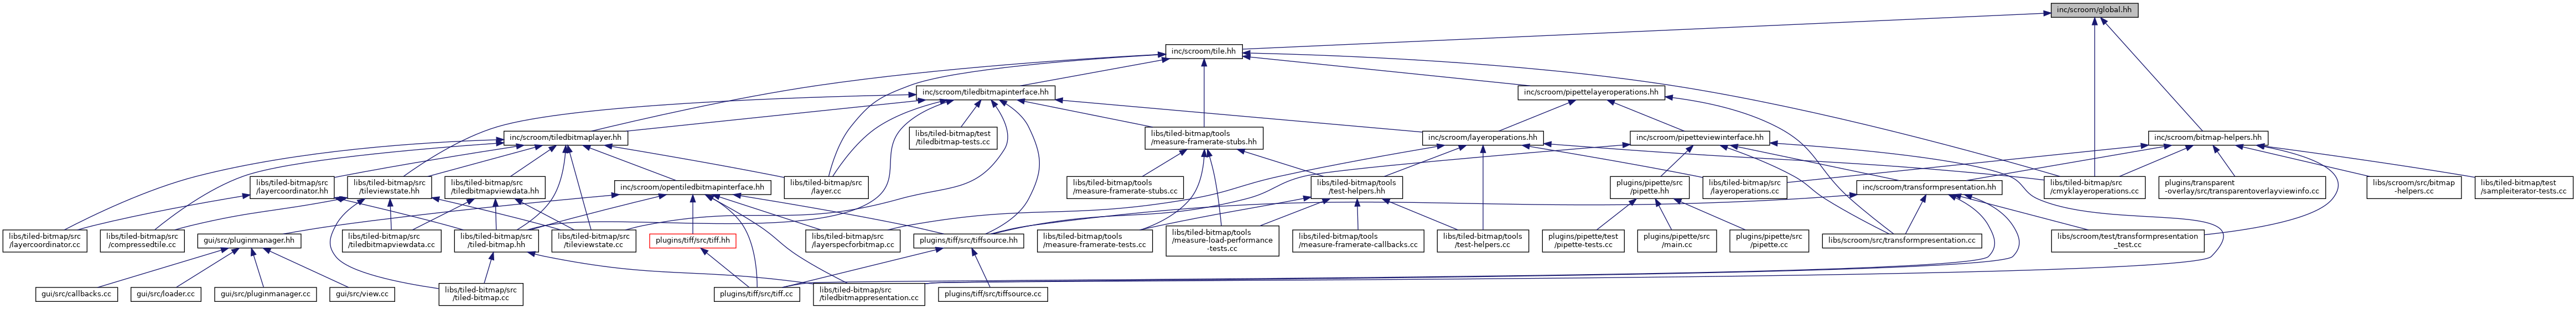 inc/scroom/global.hh
inc/scroom/tile.hh
inc/scroom/tiledbitmapinterface.hh
inc/scroom/pipettelayeroperations.hh
inc/scroom/tiledbitmaplayer.hh
libs/tiled-bitmap/test
/tiledbitmap-tests.cc
libs/tiled-bitmap/tools
/measure-framerate-stubs.hh
inc/scroom/layeroperations.hh
inc/scroom/pipetteviewinterface.hh
inc/scroom/bitmap-helpers.hh
libs/tiled-bitmap/src
/layercoordinator.hh
libs/tiled-bitmap/src
/tileviewstate.hh
libs/tiled-bitmap/src
/tiledbitmapviewdata.hh
inc/scroom/opentiledbitmapinterface.hh
libs/tiled-bitmap/src
/layer.cc
libs/tiled-bitmap/tools
/measure-framerate-stubs.cc
libs/tiled-bitmap/tools
/test-helpers.hh
plugins/pipette/src
/pipette.hh
libs/tiled-bitmap/src
/layeroperations.cc
inc/scroom/transformpresentation.hh
libs/tiled-bitmap/src
/cmyklayeroperations.cc
plugins/transparent
-overlay/src/transparentoverlayviewinfo.cc
libs/scroom/src/bitmap
-helpers.cc
libs/tiled-bitmap/test
/sampleiterator-tests.cc
libs/tiled-bitmap/src
/layercoordinator.cc
libs/tiled-bitmap/src
/compressedtile.cc
gui/src/pluginmanager.hh
libs/tiled-bitmap/src
/tiledbitmapviewdata.cc
libs/tiled-bitmap/src
/tiled-bitmap.hh
libs/tiled-bitmap/src
/tileviewstate.cc
plugins/tiff/src/tiff.hh
libs/tiled-bitmap/src
/layerspecforbitmap.cc
plugins/tiff/src/tiffsource.hh
libs/tiled-bitmap/tools
/measure-framerate-tests.cc
libs/tiled-bitmap/tools
/measure-load-performance
-tests.cc
libs/tiled-bitmap/tools
/measure-framerate-callbacks.cc
libs/tiled-bitmap/tools
/test-helpers.cc
plugins/pipette/test
/pipette-tests.cc
plugins/pipette/src
/main.cc
plugins/pipette/src
/pipette.cc
libs/scroom/src/transformpresentation.cc
libs/scroom/test/transformpresentation
_test.cc
gui/src/callbacks.cc
gui/src/loader.cc
gui/src/pluginmanager.cc
gui/src/view.cc
libs/tiled-bitmap/src
/tiled-bitmap.cc
plugins/tiff/src/tiff.cc
libs/tiled-bitmap/src
/tiledbitmappresentation.cc
plugins/tiff/src/tiffsource.cc